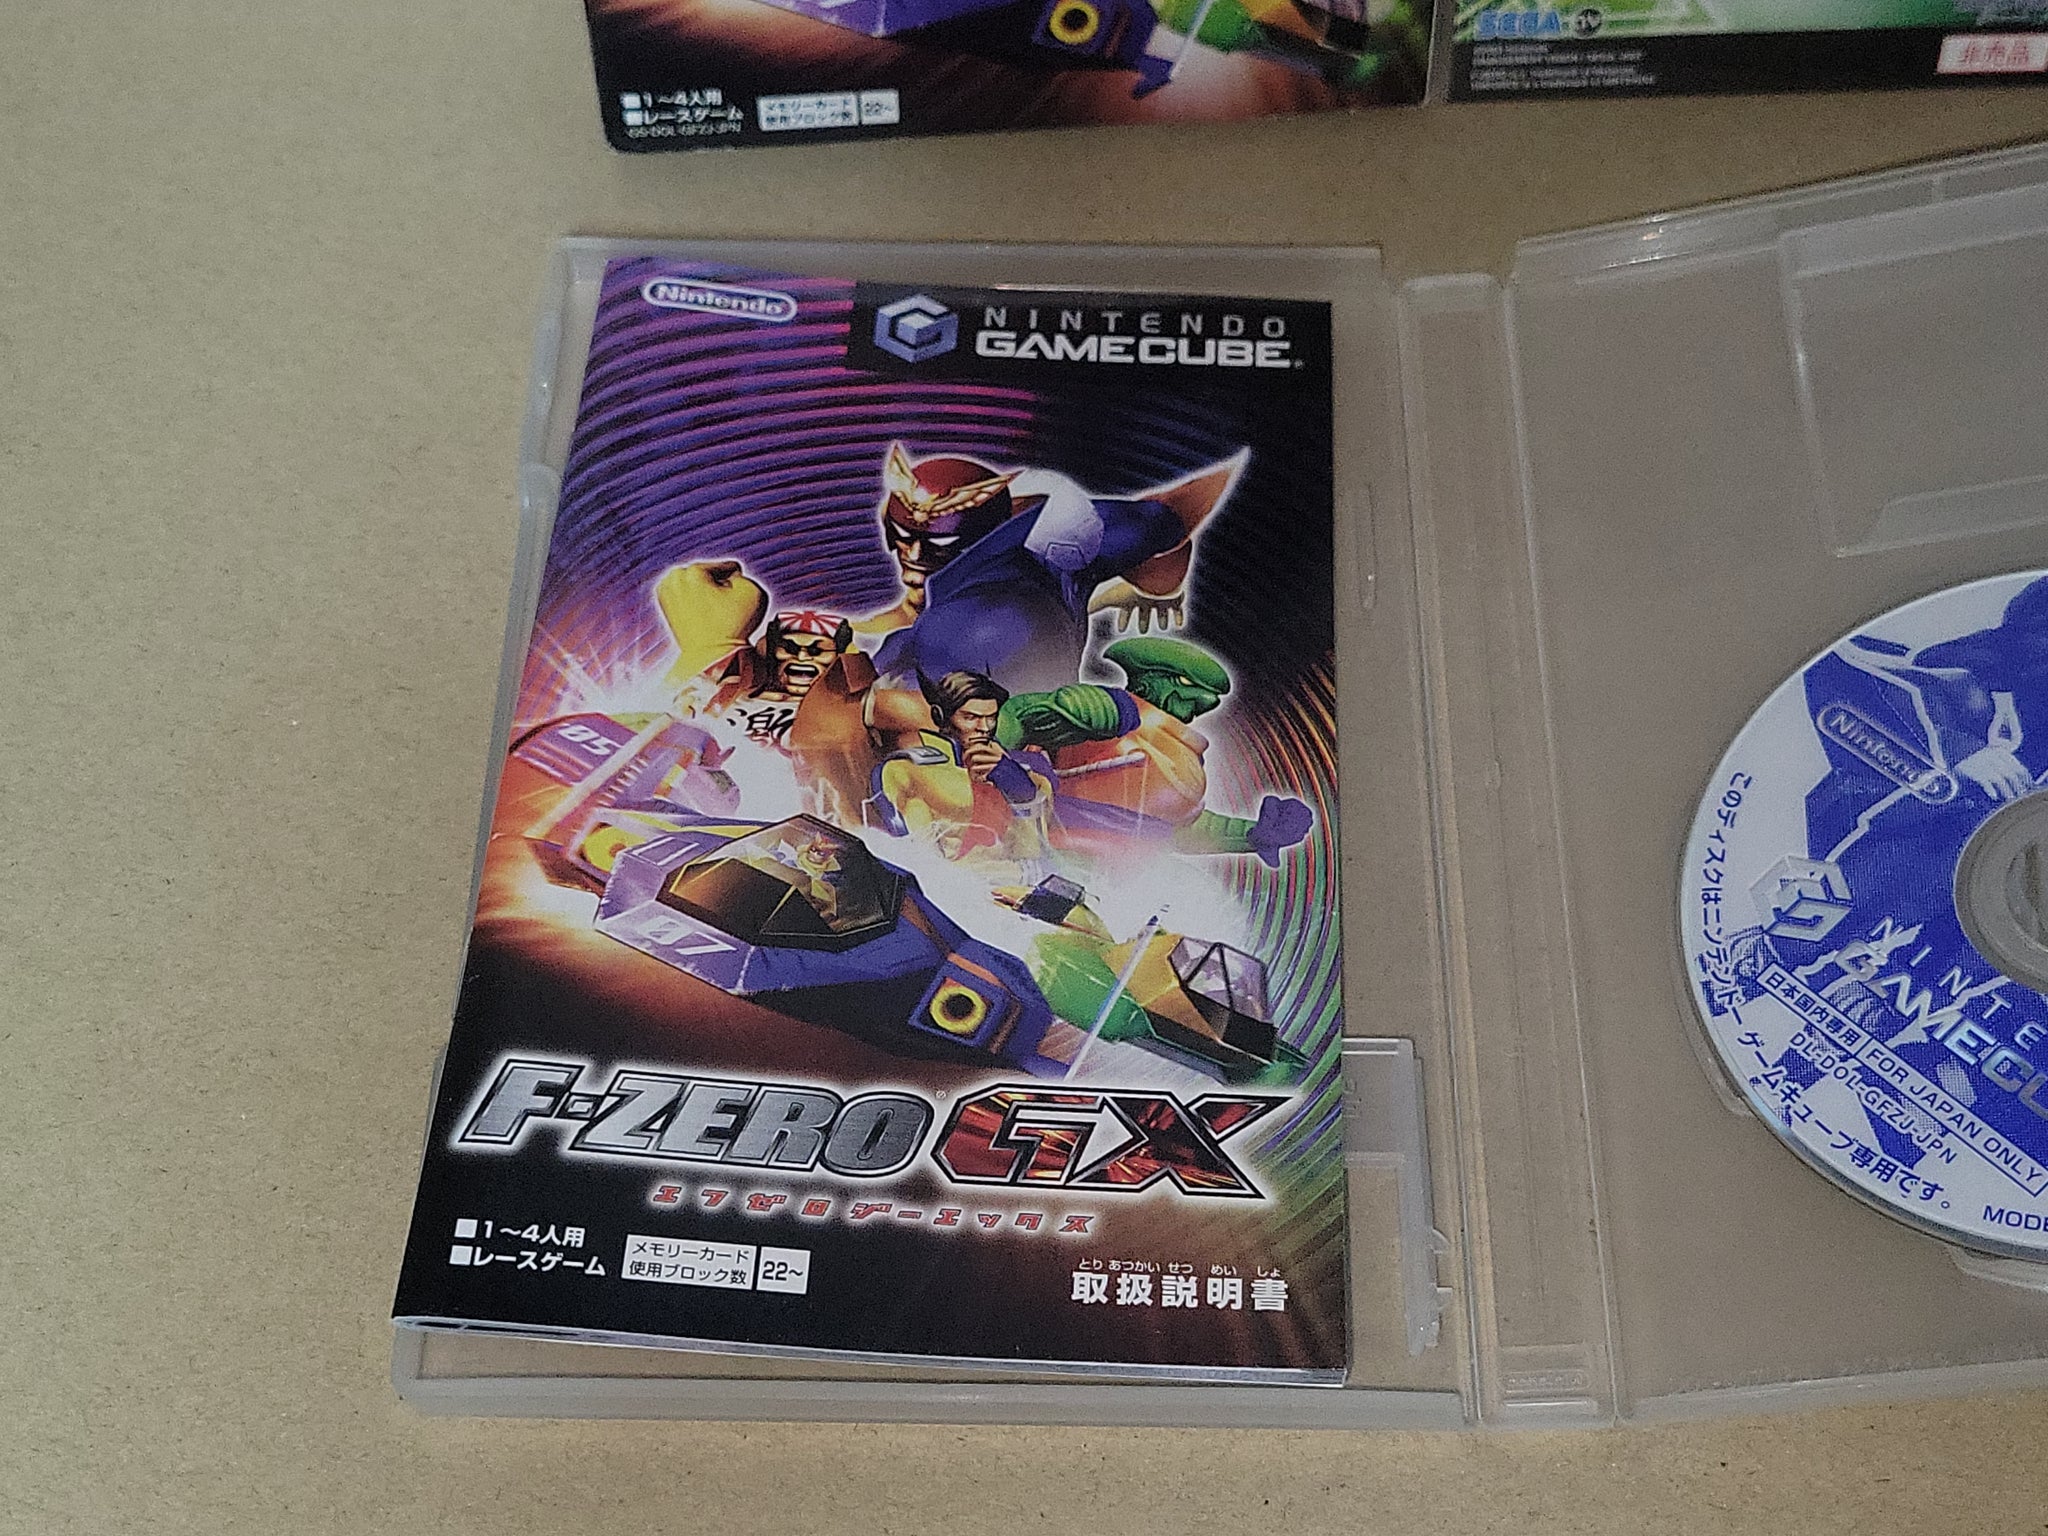 ■1〜4人用
■レースゲーム
メモリーカード
使用ブロック数
22〜
SEGA
非売品
Nintendo
NINTENDO
GAMECUBE
05
07
F-ZERO GX
エフゼロ ジーエックス
■1〜4人用
■レースゲーム
メモリーカード
使用ブロック数
22〜
とり あつかい せつ めい しょ
取扱説明書
Nintendo
NINTE
GAMECU
日本国内専用 FOR JAPAN ONLY
DL-DOL-GFZJ-JPN
このディスクはニンテンドー ゲームキューブ専用です。
MODE